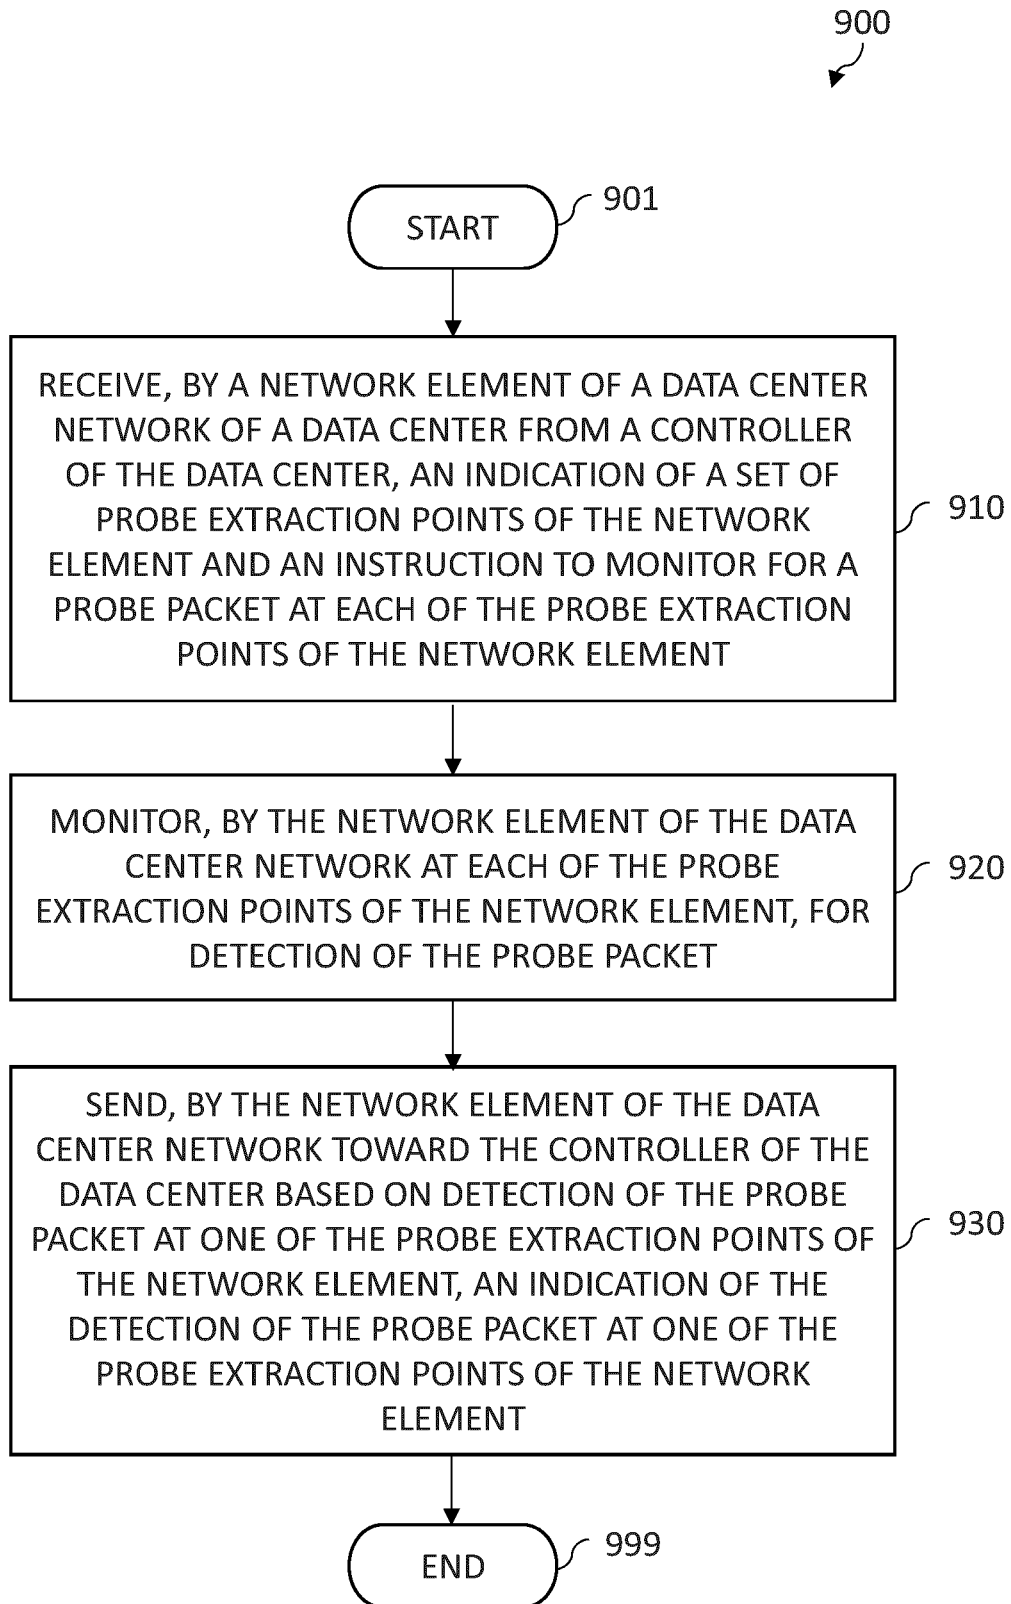 900
START
901
RECEIVE, BY A NETWORK ELEMENT OF A DATA CENTER
NETWORK OF A DATA CENTER FROM A CONTROLLER
OF THE DATA CENTER, AN INDICATION OF A SET OF
PROBE EXTRACTION POINTS OF THE NETWORK
ELEMENT AND AN INSTRUCTION TO MONITOR FOR A
PROBE PACKET AT EACH OF THE PROBE EXTRACTION
POINTS OF THE NETWORK ELEMENT
910
MONITOR, BY THE NETWORK ELEMENT OF THE DATA
CENTER NETWORK AT EACH OF THE PROBE
EXTRACTION POINTS OF THE NETWORK ELEMENT, FOR
DETECTION OF THE PROBE PACKET
920
SEND, BY THE NETWORK ELEMENT OF THE DATA
CENTER NETWORK TOWARD THE CONTROLLER OF THE
DATA CENTER BASED ON DETECTION OF THE PROBE
PACKET AT ONE OF THE PROBE EXTRACTION POINTS OF
THE NETWORK ELEMENT, AN INDICATION OF THE
DETECTION OF THE PROBE PACKET AT ONE OF THE
PROBE EXTRACTION POINTS OF THE NETWORK
ELEMENT
930
END
999